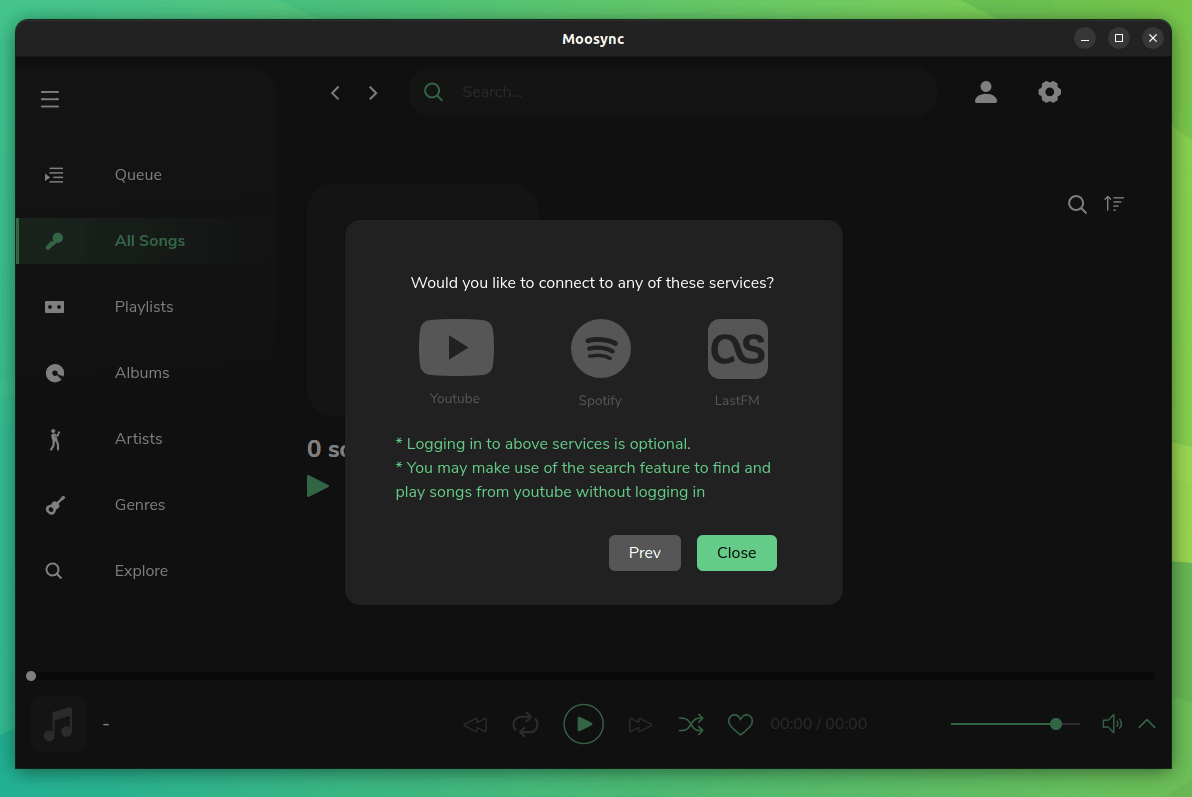 Moosync
Search...
Queue
All Songs
Playlists
Albums
Artists
Genres
Explore
Would you like to connect to any of these services?
Youtube
Spotify
LastFM
* Logging in to above services is optional.
* You may make use of the search feature to find and
play songs from youtube without logging in
Prev
Close
0
-
00:00 / 00:00